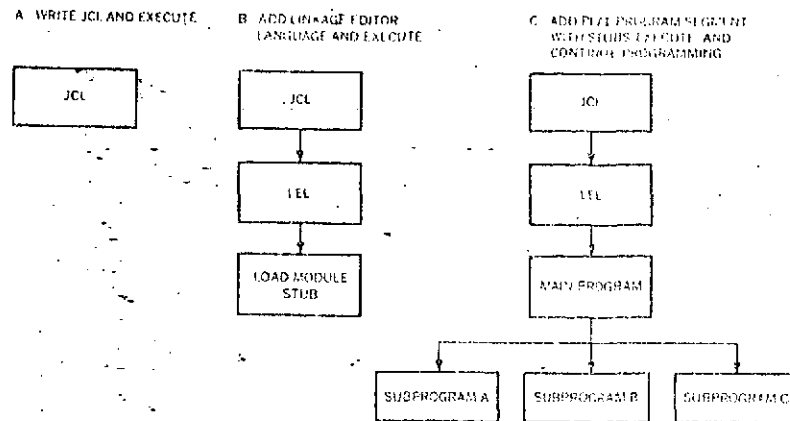 A WRITE JCL AND EXECUTE
B ADD LINKAGE EDITOR
LANGUAGE AND EXECUTE
C ADD PL/1 PROGRAM SEGMENT
WITH STUBS EXECUTE AND
CONTINUE PROGRAMMING
JCL
JCL
JCL
LEL
LEL
LOAD MODULE
STUB
MAIN PROGRAM
SUBPROGRAM A
SUBPROGRAM B
SUBPROGRAM C